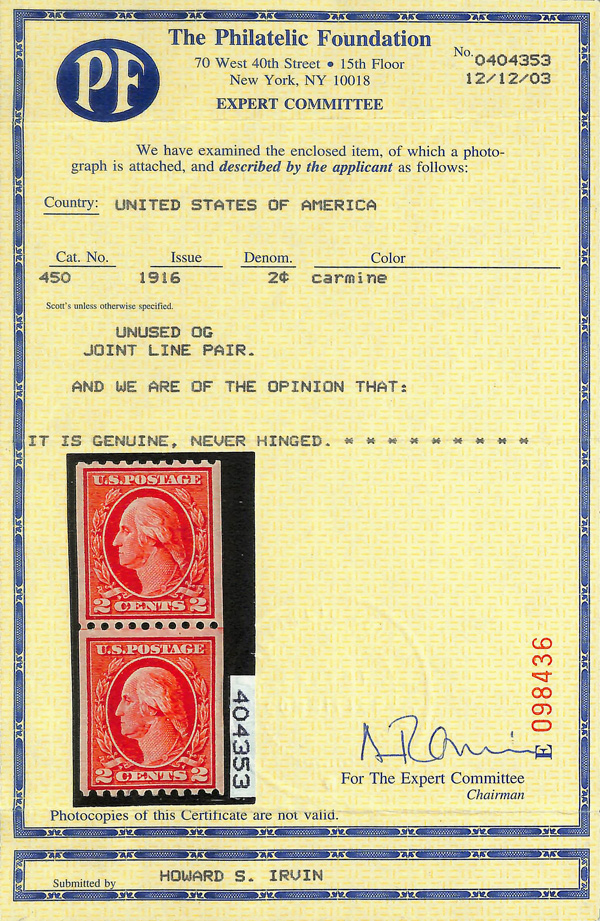 PF
The Philatelic Foundation
70 West 40th Street • 15th Floor
New York, NY 10018
EXPERT COMMITTEE
No. 0404353
12/12/03
We have examined the enclosed item, of which a photo-
graph is attached, and described by the applicant as follows:
Country: UNITED STATES OF AMERICA
Cat. No. Issue Denom. Color
450 1916 2¢ carmine
Scott's unless otherwise specified.
UNUSED OG
JOINT LINE PAIR.
AND WE ARE OF THE OPINION THAT:
IT IS GENUINE, NEVER HINGED. * * * * * * * * *
U.S.POSTAGE
2 CENTS 2
U.S.POSTAGE
2 CENTS 2
404353
E 098436
For The Expert Committee
Chairman
Photocopies of this Certificate are not valid.
Submitted by HOWARD S. IRVIN